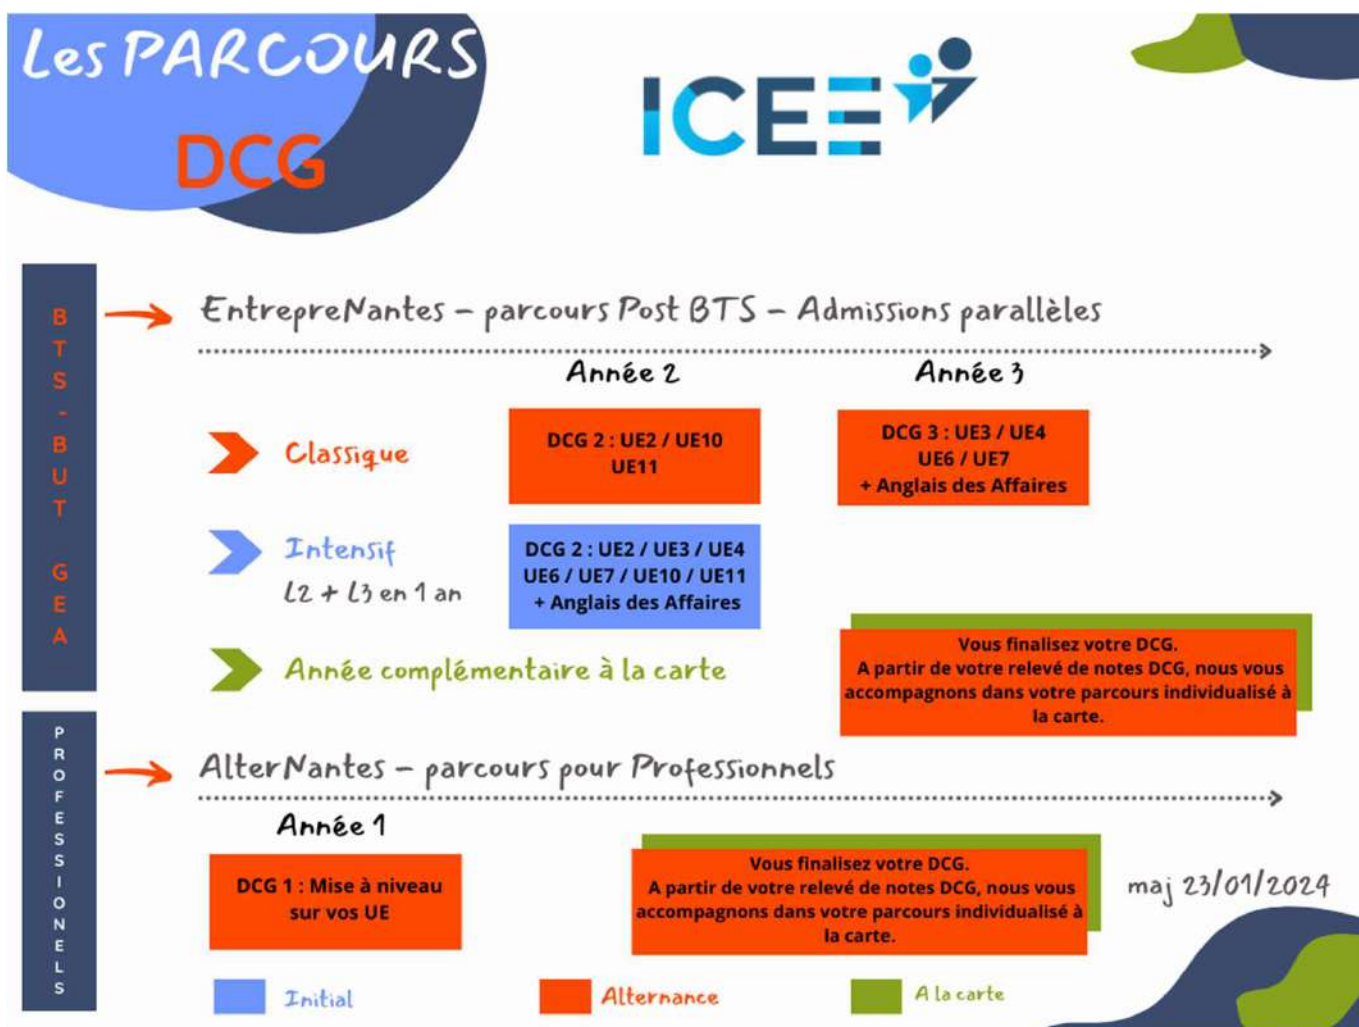 Les PARCOURS
DCG
ICEE
BTS-BUT GEA
EntrepreNantes – parcours Post BTS – Admissions parallèles
Année 2
Année 3
Classique
DCG 2 : UE2 / UE10
UE11
DCG 3 : UE3 / UE4
UE6 / UE7
+ Anglais des Affaires
Intensif
L2 + L3 en 1 an
DCG 2 : UE2 / UE3 / UE4
UE6 / UE7 / UE10 / UE11
+ Anglais des Affaires
Année complémentaire à la carte
Vous finalisez votre DCG.
A partir de votre relevé de notes DCG, nous vous
accompagnons dans votre parcours individualisé à
la carte.
PROFESSIONELS
AlterNantes – parcours pour Professionnels
Année 1
DCG 1 : Mise à niveau
sur vos UE
Vous finalisez votre DCG.
A partir de votre relevé de notes DCG, nous vous
accompagnons dans votre parcours individualisé à
la carte.
maj 23/01/2024
Initial
Alternance
A la carte